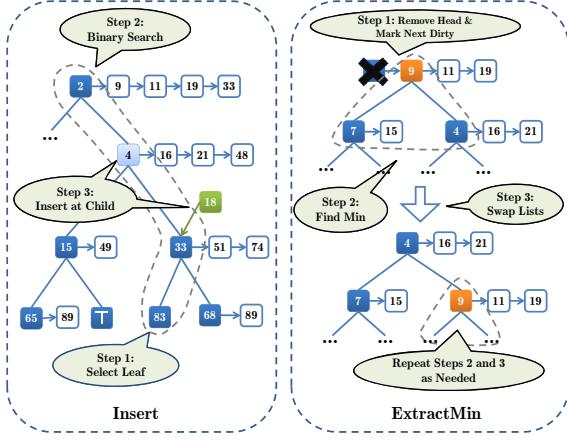 Step 2:
Binary Search
2 9 11 19 33
...
4 16 21 48
Step 3:
Insert at Child
18
15 49
33 51 74
65 89 T
83
68 89
Step 1:
Select Leaf
Insert
Step 1: Remove Head &
Mark Next Dirty
9 11 19
7 15
4 16 21
... ... ... ...
Step 2:
Find Min
Step 3:
Swap Lists
4 16 21
7 15
9 11 19
... ... ... ...
Repeat Steps 2 and 3
as Needed
ExtractMin